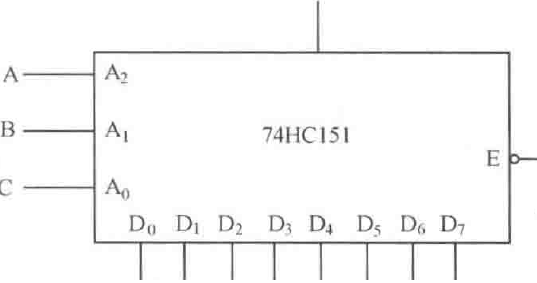 A A₂
B A₁ 74HC151
E
C A₀
D₀ D₁ D₂ D₃ D₄ D₅ D₆ D₇